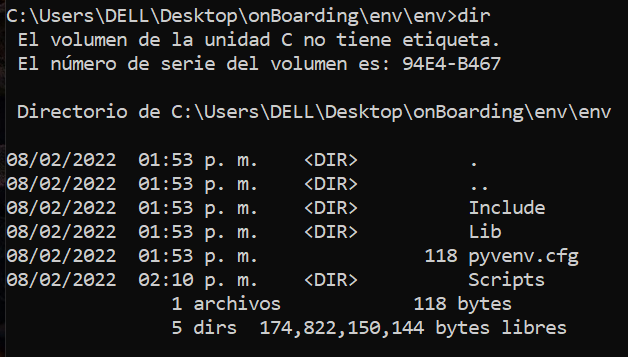 C:\Users\DELL\Desktop\onBoarding\env\env>dir
El volumen de la unidad C no tiene etiqueta.
El número de serie del volumen es: 94E4-B467
Directorio de C:\Users\DELL\Desktop\onBoarding\env\env
08/02/2022  01:53 p. m.    <DIR>          .
08/02/2022  01:53 p. m.    <DIR>          ..
08/02/2022  01:53 p. m.    <DIR>          Include
08/02/2022  01:53 p. m.    <DIR>          Lib
08/02/2022  01:53 p. m.               118 pyvenv.cfg
08/02/2022  02:10 p. m.    <DIR>          Scripts
1 archivos            118 bytes
5 dirs  174,822,150,144 bytes libres